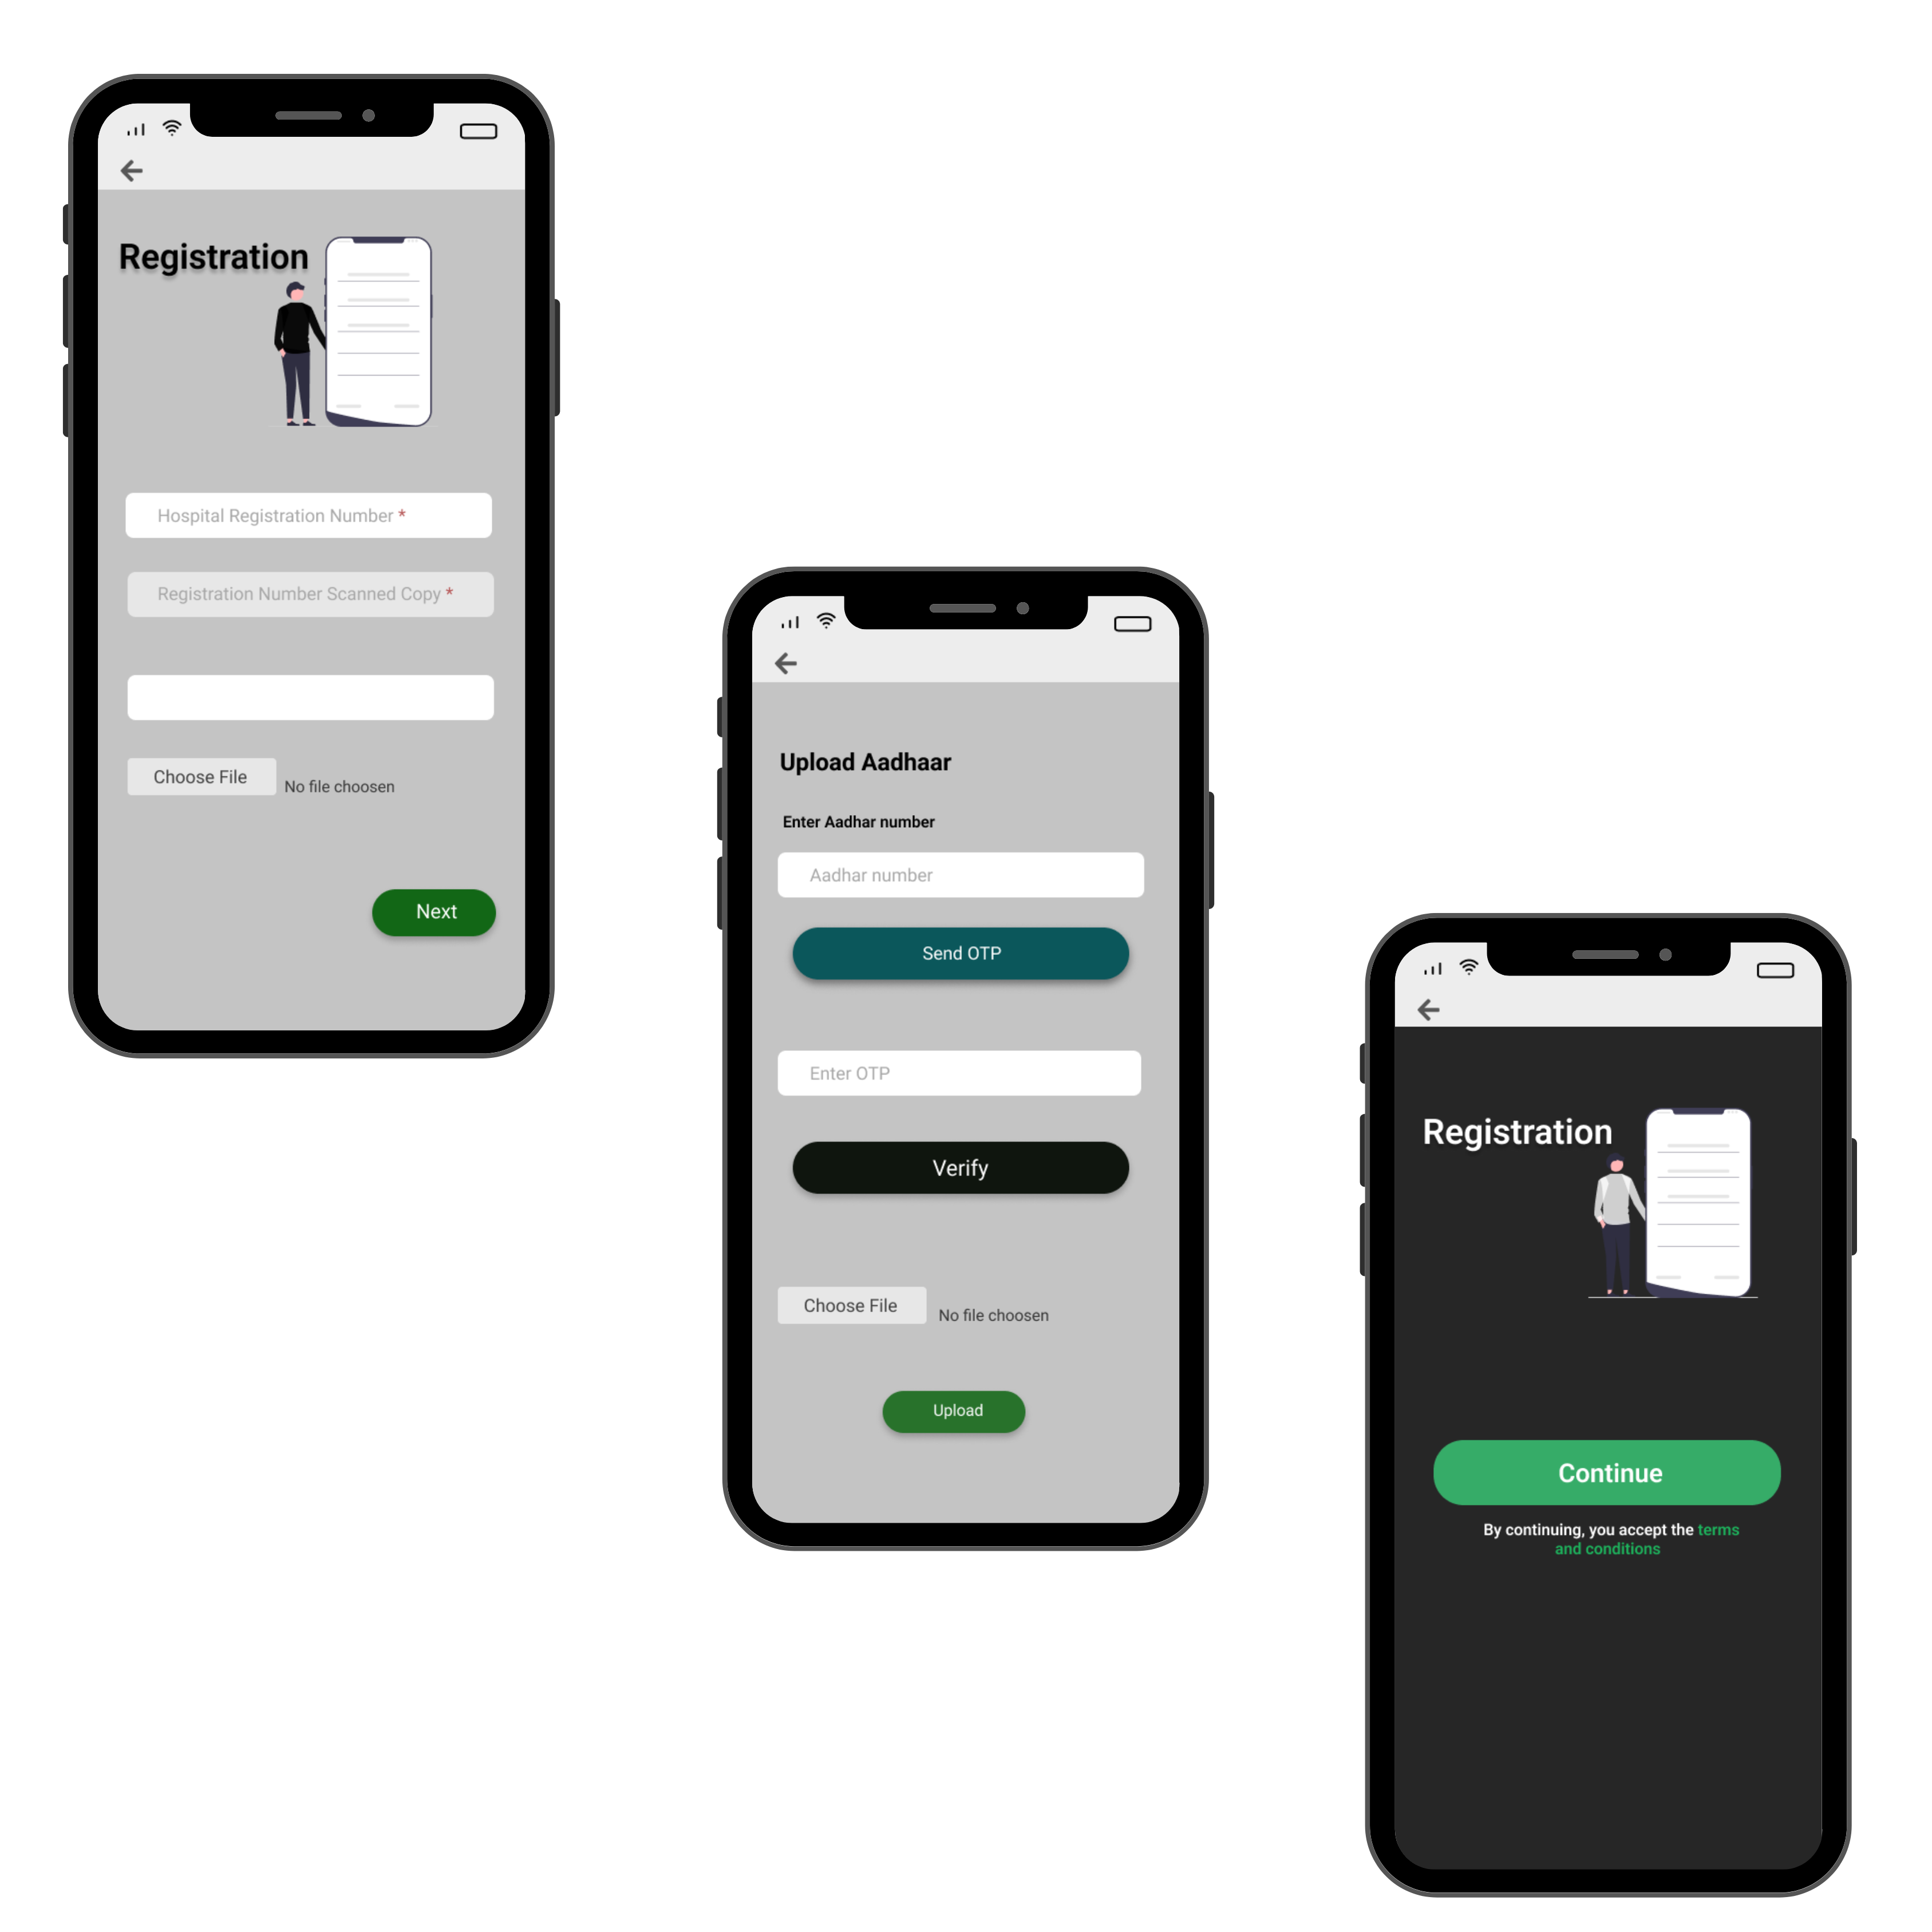 Registration
Hospital Registration Number *
Registration Number Scanned Copy *
Choose File
No file choosen
Next
Upload Aadhaar
Enter Aadhar number
Aadhar number
Send OTP
Enter OTP
Verify
Choose File
No file choosen
Upload
Registration
Continue
By continuing, you accept the terms
and conditions